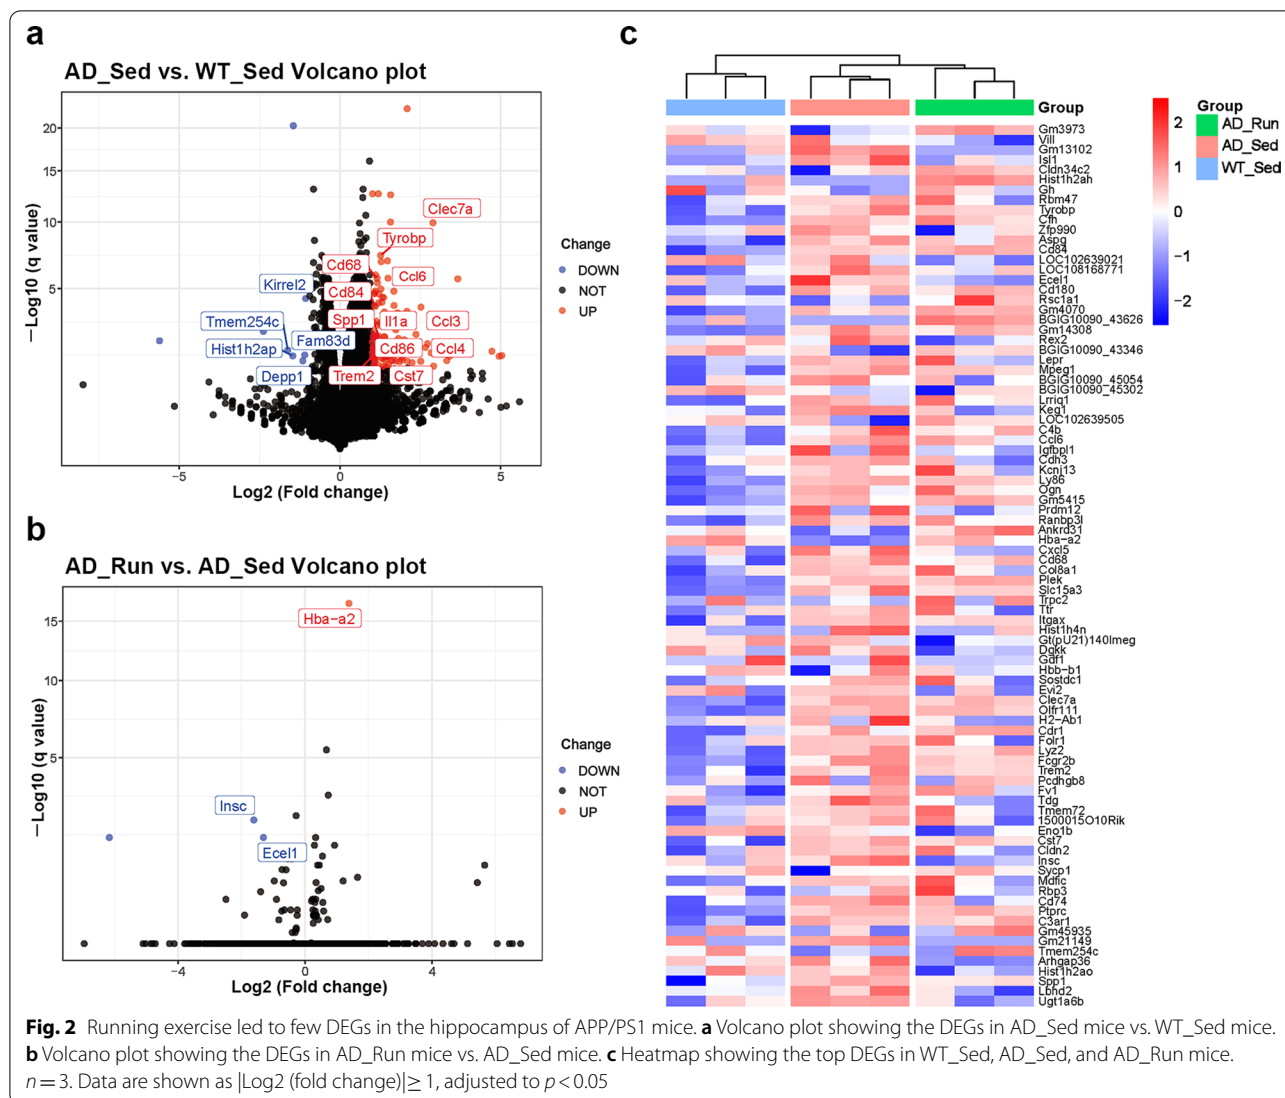 a
AD_Sed vs. WT_Sed Volcano plot
−Log10 (q value)
20
15
10
5
Clec7a
Tyrobp
Cd68
Ccl6
Kirrel2
Cd84
Tmem254c
Spp1
Il1a
Ccl3
Hist1h2ap
Fam83d
Cd86
Ccl4
Depp1
Trem2
Cst7
−5
0
5
Log2 (Fold change)
Change
DOWN
NOT
UP
b
AD_Run vs. AD_Sed Volcano plot
−Log10 (q value)
15
10
5
Hba−a2
Insc
Ecel1
−4
0
4
Log2 (Fold change)
Change
DOWN
NOT
UP
c
Group
Gm3973
Vill
Gm13102
Isl1
Cldn34c2
Hist1h2ah
Gh
Rbm47
Tyrobp
Cfh
Zfp990
Aspg
Cd84
LOC102639021
LOC108168771
Ecel1
Cd180
Rsc1a1
Gm4070
BGIG10090_43626
Gm14308
Rex2
BGIG10090_43346
Lepr
Mpeg1
BGIG10090_45054
BGIG10090_45302
Lrriq1
Keg1
LOC102639505
C4b
Ccl6
Igfbpl1
Cdh3
Kcnj13
Ly86
Ogn
Gm5415
Prdm12
Ranbp3l
Ankrd31
Hba−a2
Cxcl5
Cd68
Col8a1
Plek
Slc15a3
Trpc2
Ttr
Itgax
Hist1h4n
Gt(pU21)140Imeg
Dgkk
Gdf1
Hbb−b1
Sostdc1
Evi2
Clec7a
Olfr111
H2−Ab1
Cdr1
Folr1
Lyz2
Fcgr2b
Trem2
Pcdhgb8
Fv1
Tdg
Tmem72
1500015O10Rik
Eno1b
Cst7
Cldn2
Insc
Sycp1
Mdfic
Rbp3
Cd74
Ptprc
C3ar1
Gm45935
Gm21149
Tmem254c
Arhgap36
Hist1h2ao
Spp1
Lbhd2
Ugt1a6b
2
1
0
−1
−2
Group
AD_Run
AD_Sed
WT_Sed
Fig. 2 Running exercise led to few DEGs in the hippocampus of APP/PS1 mice. a Volcano plot showing the DEGs in AD_Sed mice vs. WT_Sed mice.
b Volcano plot showing the DEGs in AD_Run mice vs. AD_Sed mice. c Heatmap showing the top DEGs in WT_Sed, AD_Sed, and AD_Run mice.
n = 3. Data are shown as |Log2 (fold change)| ≥ 1, adjusted to p < 0.05